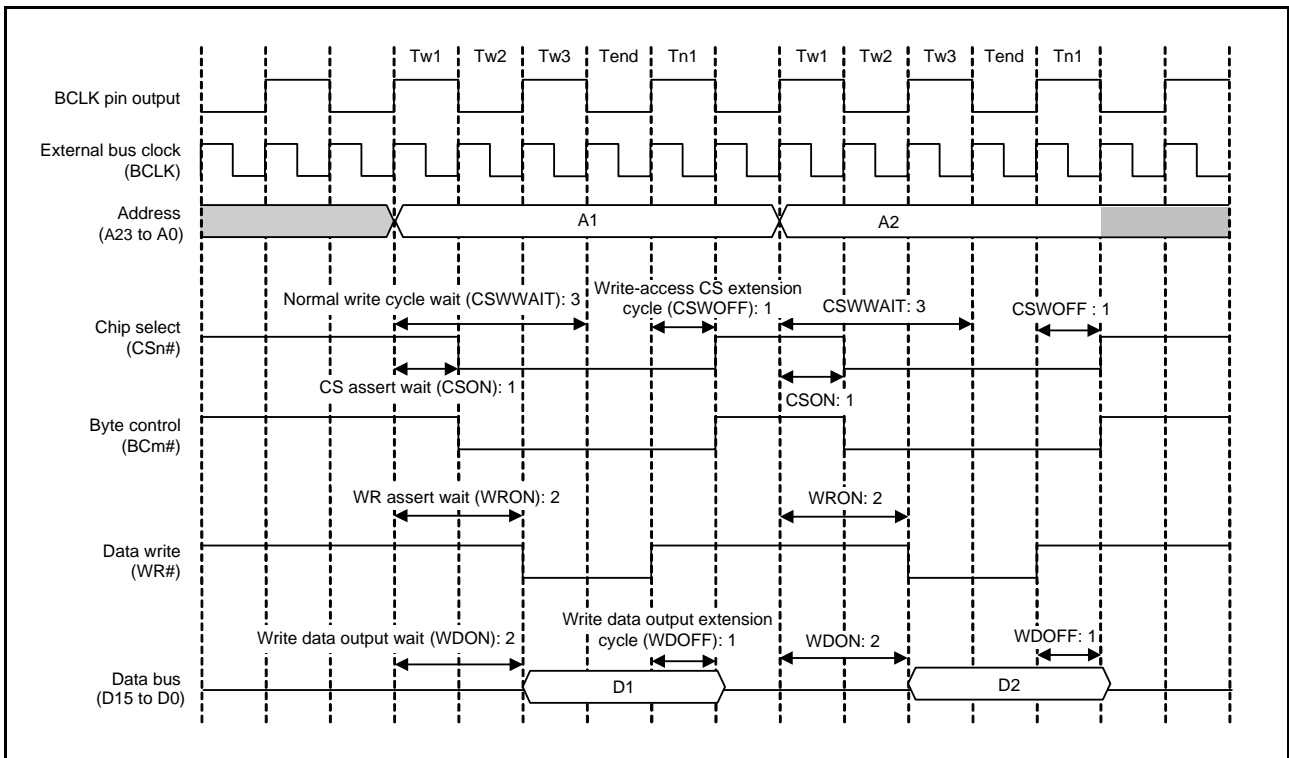 Tw1 Tw2 Tw3 Tend Tn1 Tw1 Tw2 Tw3 Tend Tn1
BCLK pin output
External bus clock
(BCLK)
Address
(A23 to A0)
A1 A2
Normal write cycle wait (CSWWAIT): 3
Write-access CS extension
cycle (CSWOFF): 1
CSWWAIT: 3
CSWOFF : 1
Chip select
(CSn#)
CS assert wait (CSON): 1
CSON: 1
Byte control
(BCm#)
WR assert wait (WRON): 2
WRON: 2
Data write
(WR#)
Write data output wait (WDON): 2
Write data output extension
cycle (WDOFF): 1
WDON: 2
WDOFF: 1
Data bus
(D15 to D0)
D1 D2